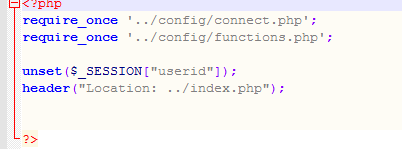 <?php
require_once '../config/connect.php';
require_once '../config/functions.php';
unset($_SESSION["userid"]);
header("Location: ../index.php");
?>